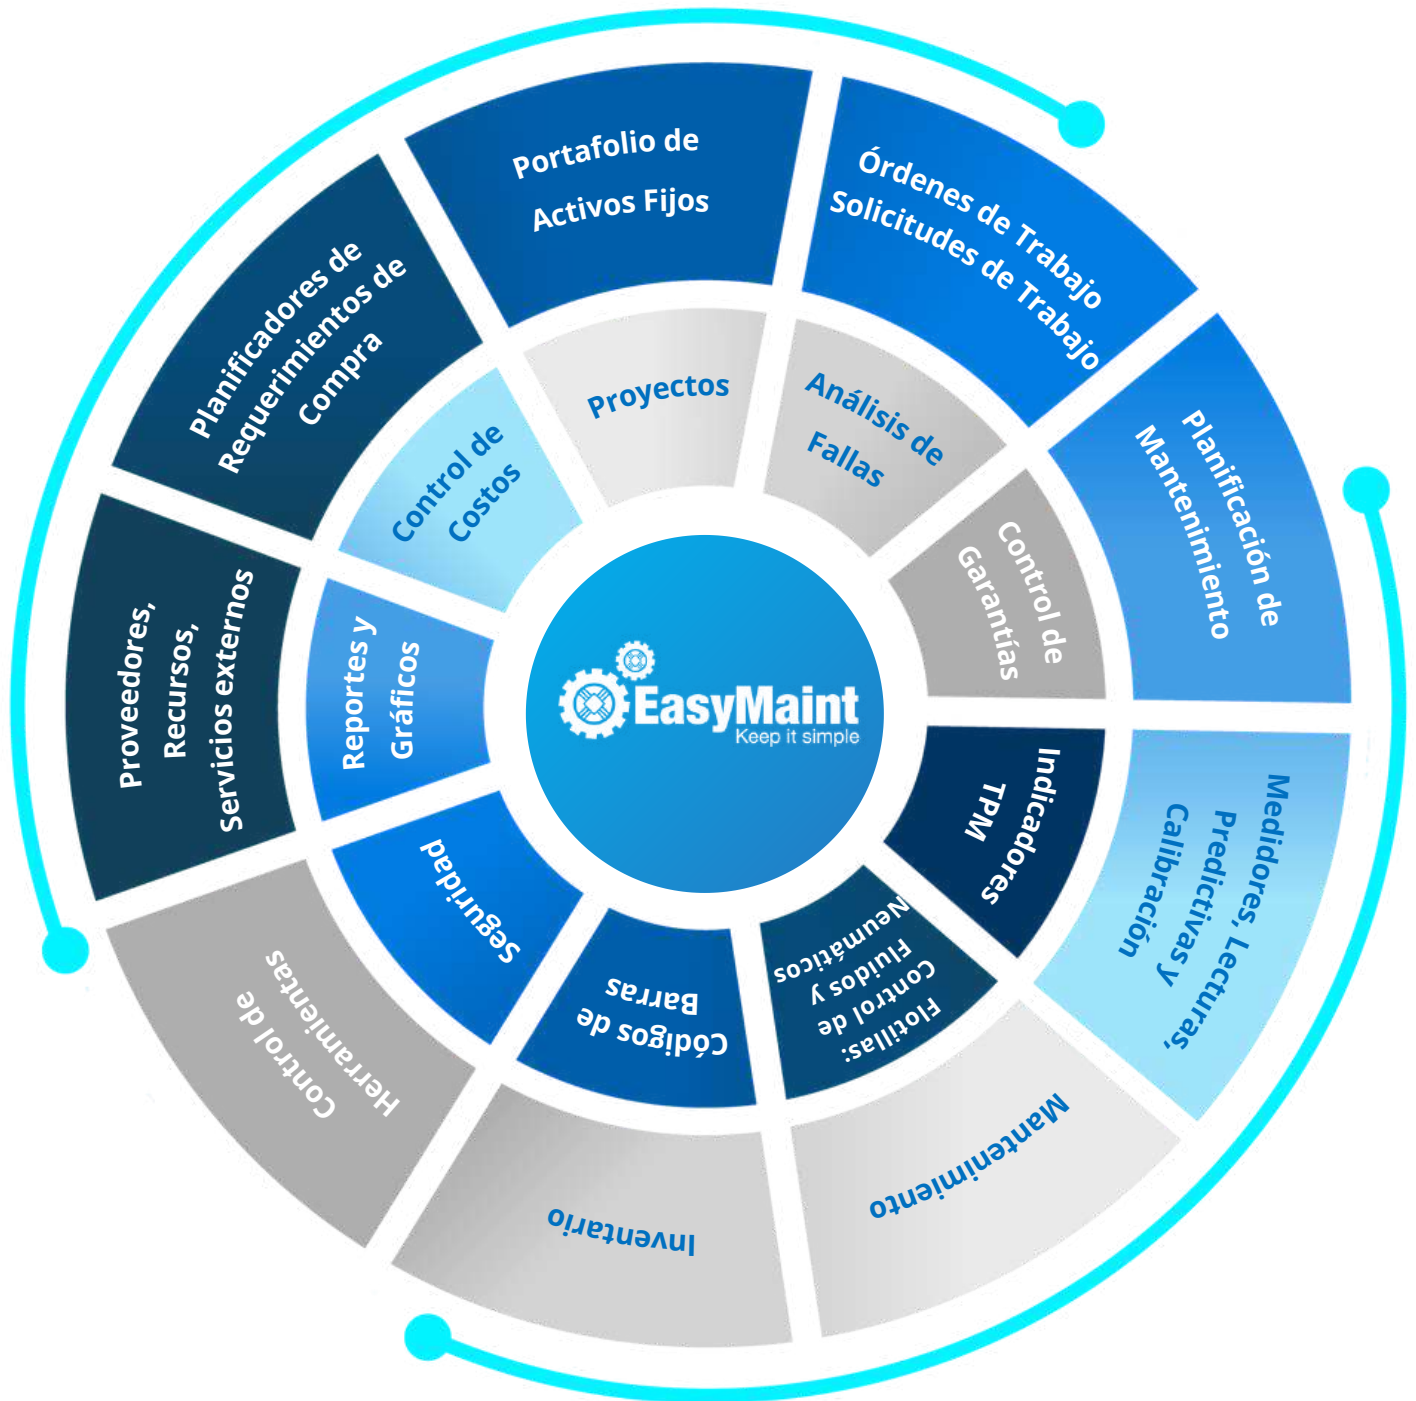 Portafolio de
Activos Fijos
Órdenes de Trabajo
Solicitudes de Trabajo
Planificación de
Mantenimiento
Medidores, Lecturas,
Predictivas y
Calibración
Mantenimiento
Inventario
Control de
Herramientas
Proveedores,
Recursos,
Servicios externos
Planificadores de
Requerimientos de
Compra
Proyectos
Análisis de
Fallas
Control de
Garantías
Indicadores
TPM
Flotillas:
Control de
Fluidos y
Neumáticos
Códigos de
Barras
Seguridad
Reportes y
Gráficos
Control de
Costos
EasyMaint
Keep it simple